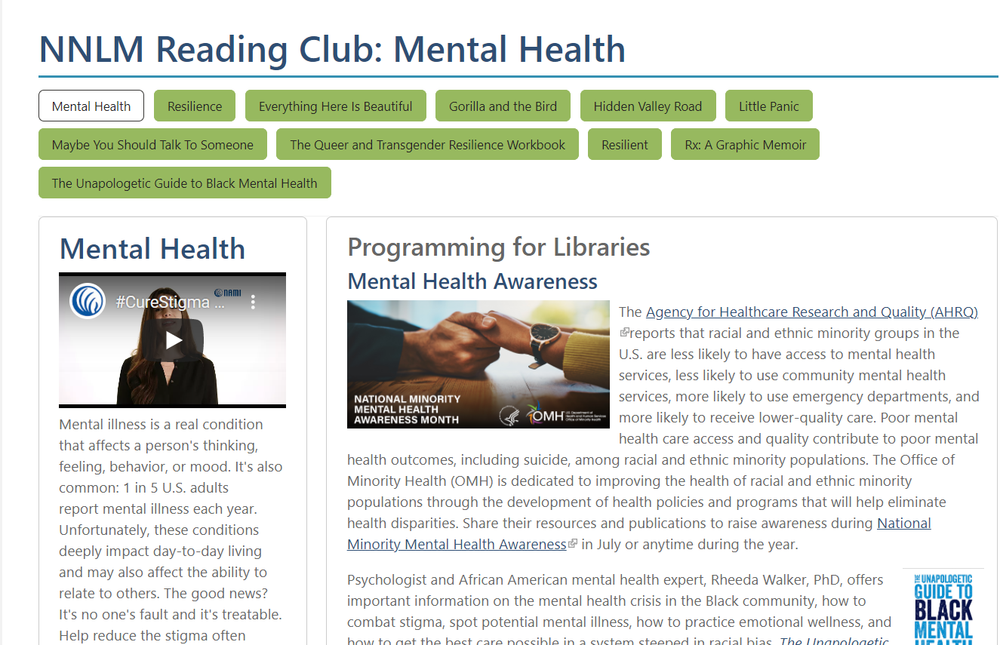 NNLM Reading Club: Mental Health
Mental Health
Resilience
Everything Here Is Beautiful
Gorilla and the Bird
Hidden Valley Road
Little Panic
Maybe You Should Talk To Someone
The Queer and Transgender Resilience Workbook
Resilient
Rx: A Graphic Memoir
The Unapologetic Guide to Black Mental Health
Mental Health
#CureStigma ...
NAMI
Mental illness is a real condition
that affects a person's thinking,
feeling, behavior, or mood. It's also
common: 1 in 5 U.S. adults
report mental illness each year.
Unfortunately, these conditions
deeply impact day-to-day living
and may also affect the ability to
relate to others. The good news?
It's no one's fault and it's treatable.
Help reduce the stigma often
Programming for Libraries
Mental Health Awareness
NATIONAL MINORITY
MENTAL HEALTH
AWARENESS MONTH
OMH
U.S. Department of
Health and Human Services
Office of Minority Health
The Agency for Healthcare Research and Quality (AHRQ)
reports that racial and ethnic minority groups in the
U.S. are less likely to have access to mental health
services, less likely to use community mental health
services, more likely to use emergency departments, and
more likely to receive lower-quality care. Poor mental
health care access and quality contribute to poor mental
health outcomes, including suicide, among racial and ethnic minority populations. The Office of
Minority Health (OMH) is dedicated to improving the health of racial and ethnic minority
populations through the development of health policies and programs that will help eliminate
health disparities. Share their resources and publications to raise awareness during National
Minority Mental Health Awareness in July or anytime during the year.
Psychologist and African American mental health expert, Rheeda Walker, PhD, offers
important information on the mental health crisis in the Black community, how to
combat stigma, spot potential mental illness, how to practice emotional wellness, and
how to get the best care possible in a system steeped in racial bias. The Unapologetic
THE UNAPOLOGETIC
GUIDE TO
BLACK
MENTAL
HEALTH